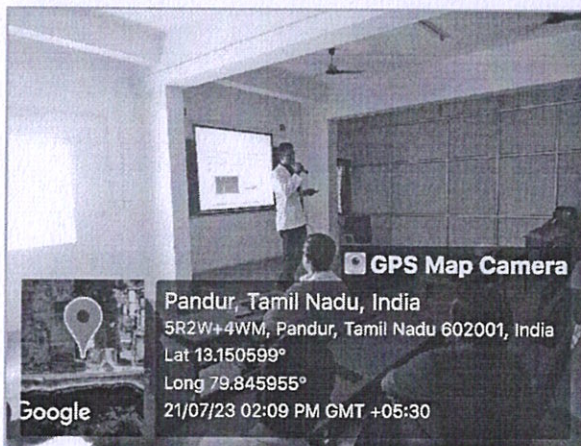 GPS Map Camera
Pandur, Tamil Nadu, India
5R2W+4WM, Pandur, Tamil Nadu 602001, India
Lat 13.150599°
Long 79.845955°
21/07/23 02:09 PM GMT +05:30
Google